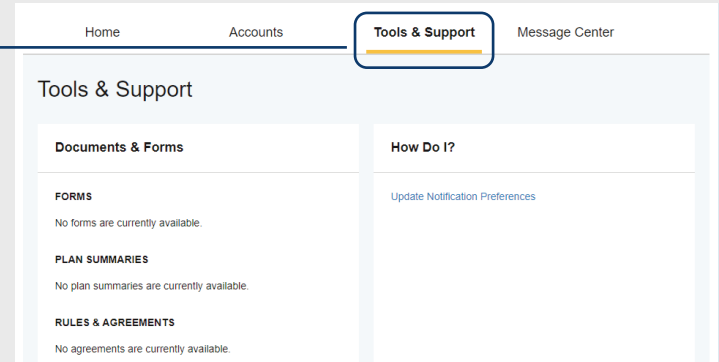 Home Accounts Tools & Support Message Center
Tools & Support
Documents & Forms
FORMS
No forms are currently available.
PLAN SUMMARIES
No plan summaries are currently available.
RULES & AGREEMENTS
No agreements are currently available.
How Do I?
Update Notification Preferences